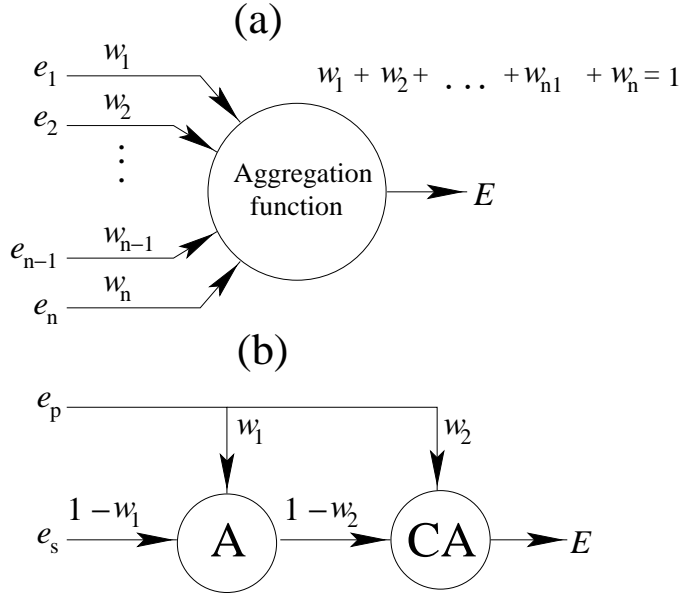 (a)
e1 w1
w1 + w2 + ... + wn1 + wn = 1
e2 w2
⋮
Aggregation
function
E
en−1 wn−1
en wn
(b)
ep
w1 w2
1 − w1 1 − w2
es A CA E